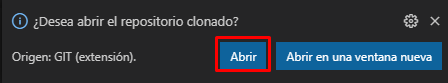 ¿Desea abrir el repositorio clonado?
Origen: GIT (extensión).
Abrir
Abrir en una ventana nueva